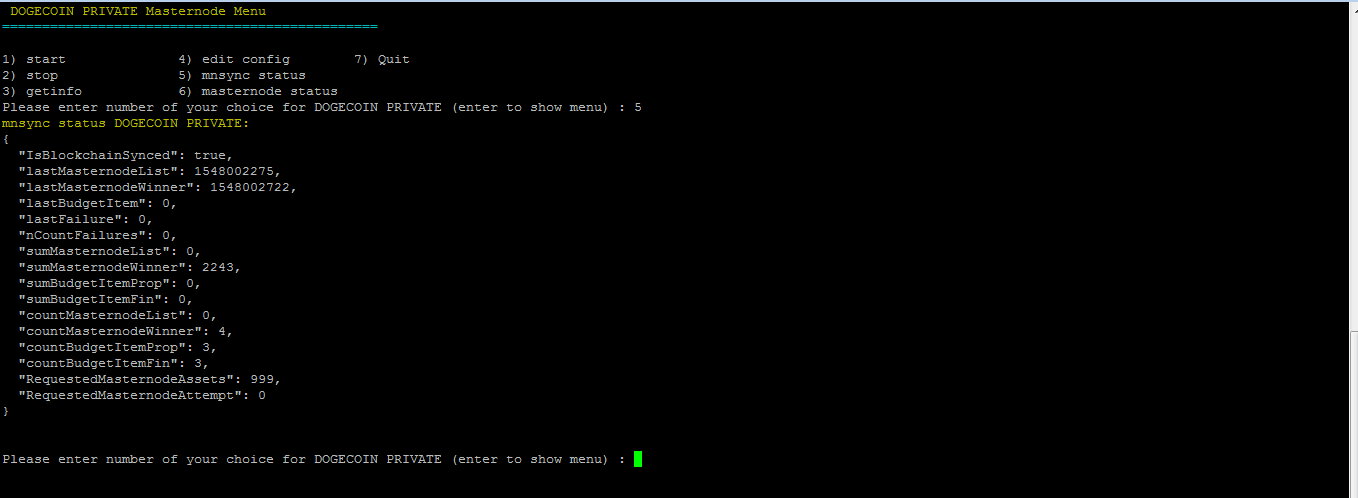 DOGECOIN PRIVATE Masternode Menu
===============================================
1) start 4) edit config 7) Quit
2) stop 5) mnsync status
3) getinfo 6) masternode status
Please enter number of your choice for DOGECOIN PRIVATE (enter to show menu) : 5
mnsync status DOGECOIN PRIVATE:
{
"IsBlockchainSynced": true,
"lastMasternodeList": 1548002275,
"lastMasternodeWinner": 1548002722,
"lastBudgetItem": 0,
"lastFailure": 0,
"nCountFailures": 0,
"sumMasternodeList": 0,
"sumMasternodeWinner": 2243,
"sumBudgetItemProp": 0,
"sumBudgetItemFin": 0,
"countMasternodeList": 0,
"countMasternodeWinner": 4,
"countBudgetItemProp": 3,
"countBudgetItemFin": 3,
"RequestedMasternodeAssets": 999,
"RequestedMasternodeAttempt": 0
}
Please enter number of your choice for DOGECOIN PRIVATE (enter to show menu) :